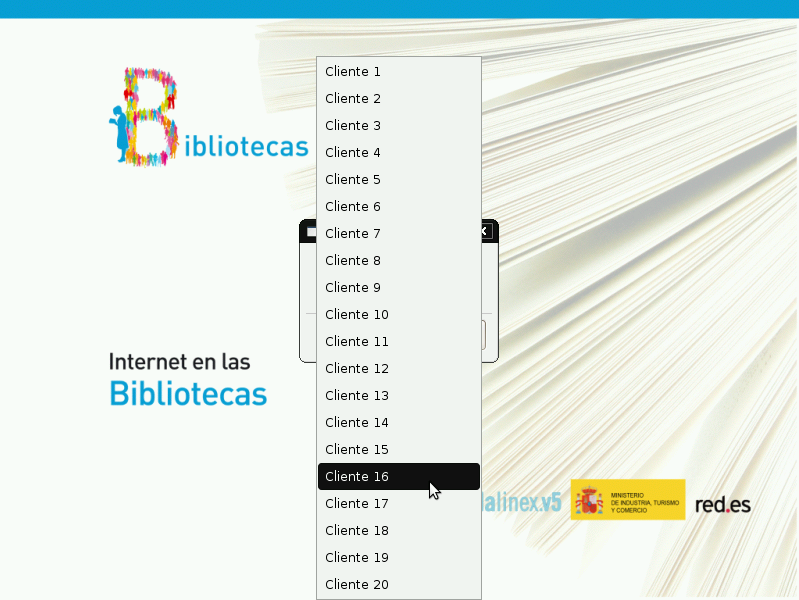 Bibliotecas
Cliente 1
Cliente 2
Cliente 3
Cliente 4
Cliente 5
Cliente 6
Cliente 7
Cliente 8
Cliente 9
Cliente 10
Cliente 11
Cliente 12
Cliente 13
Cliente 14
Cliente 15
Cliente 16
Cliente 17
Cliente 18
Cliente 19
Cliente 20
Internet en las
Bibliotecas
dalinex.v5
MINISTERIO
DE INDUSTRIA, TURISMO
Y COMERCIO
red.es